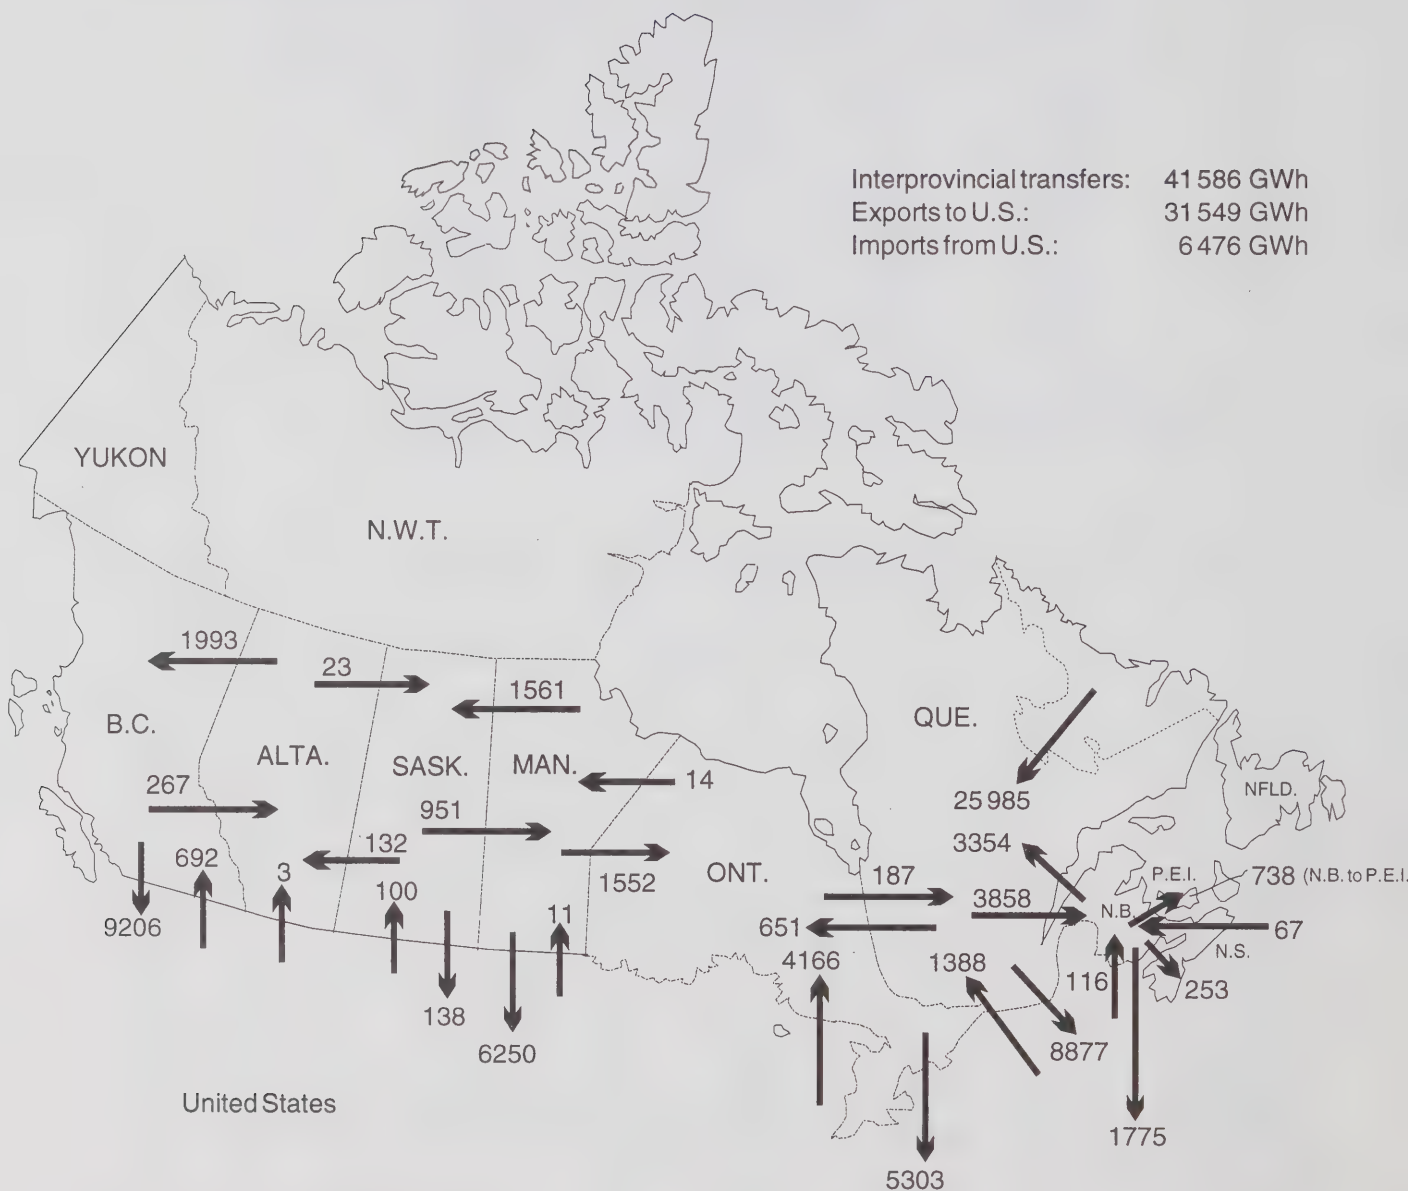 Interprovincial transfers: 41 586 GWh
Exports to U.S.: 31 549 GWh
Imports from U.S.: 6 476 GWh
YUKON
N.W.T.
1993
23
1561
B.C.
QUE.
ALTA.
SASK.
MAN.
14
267
951
25 985
NFLD.
132
3354
692
3
1552
ONT.
187
P.E.I.
738 (N.B. to P.E.I.
100
3858
N.B.
9206
11
651
67
4166
1388
N.S.
116
253
138
6250
8877
United States
1775
5303